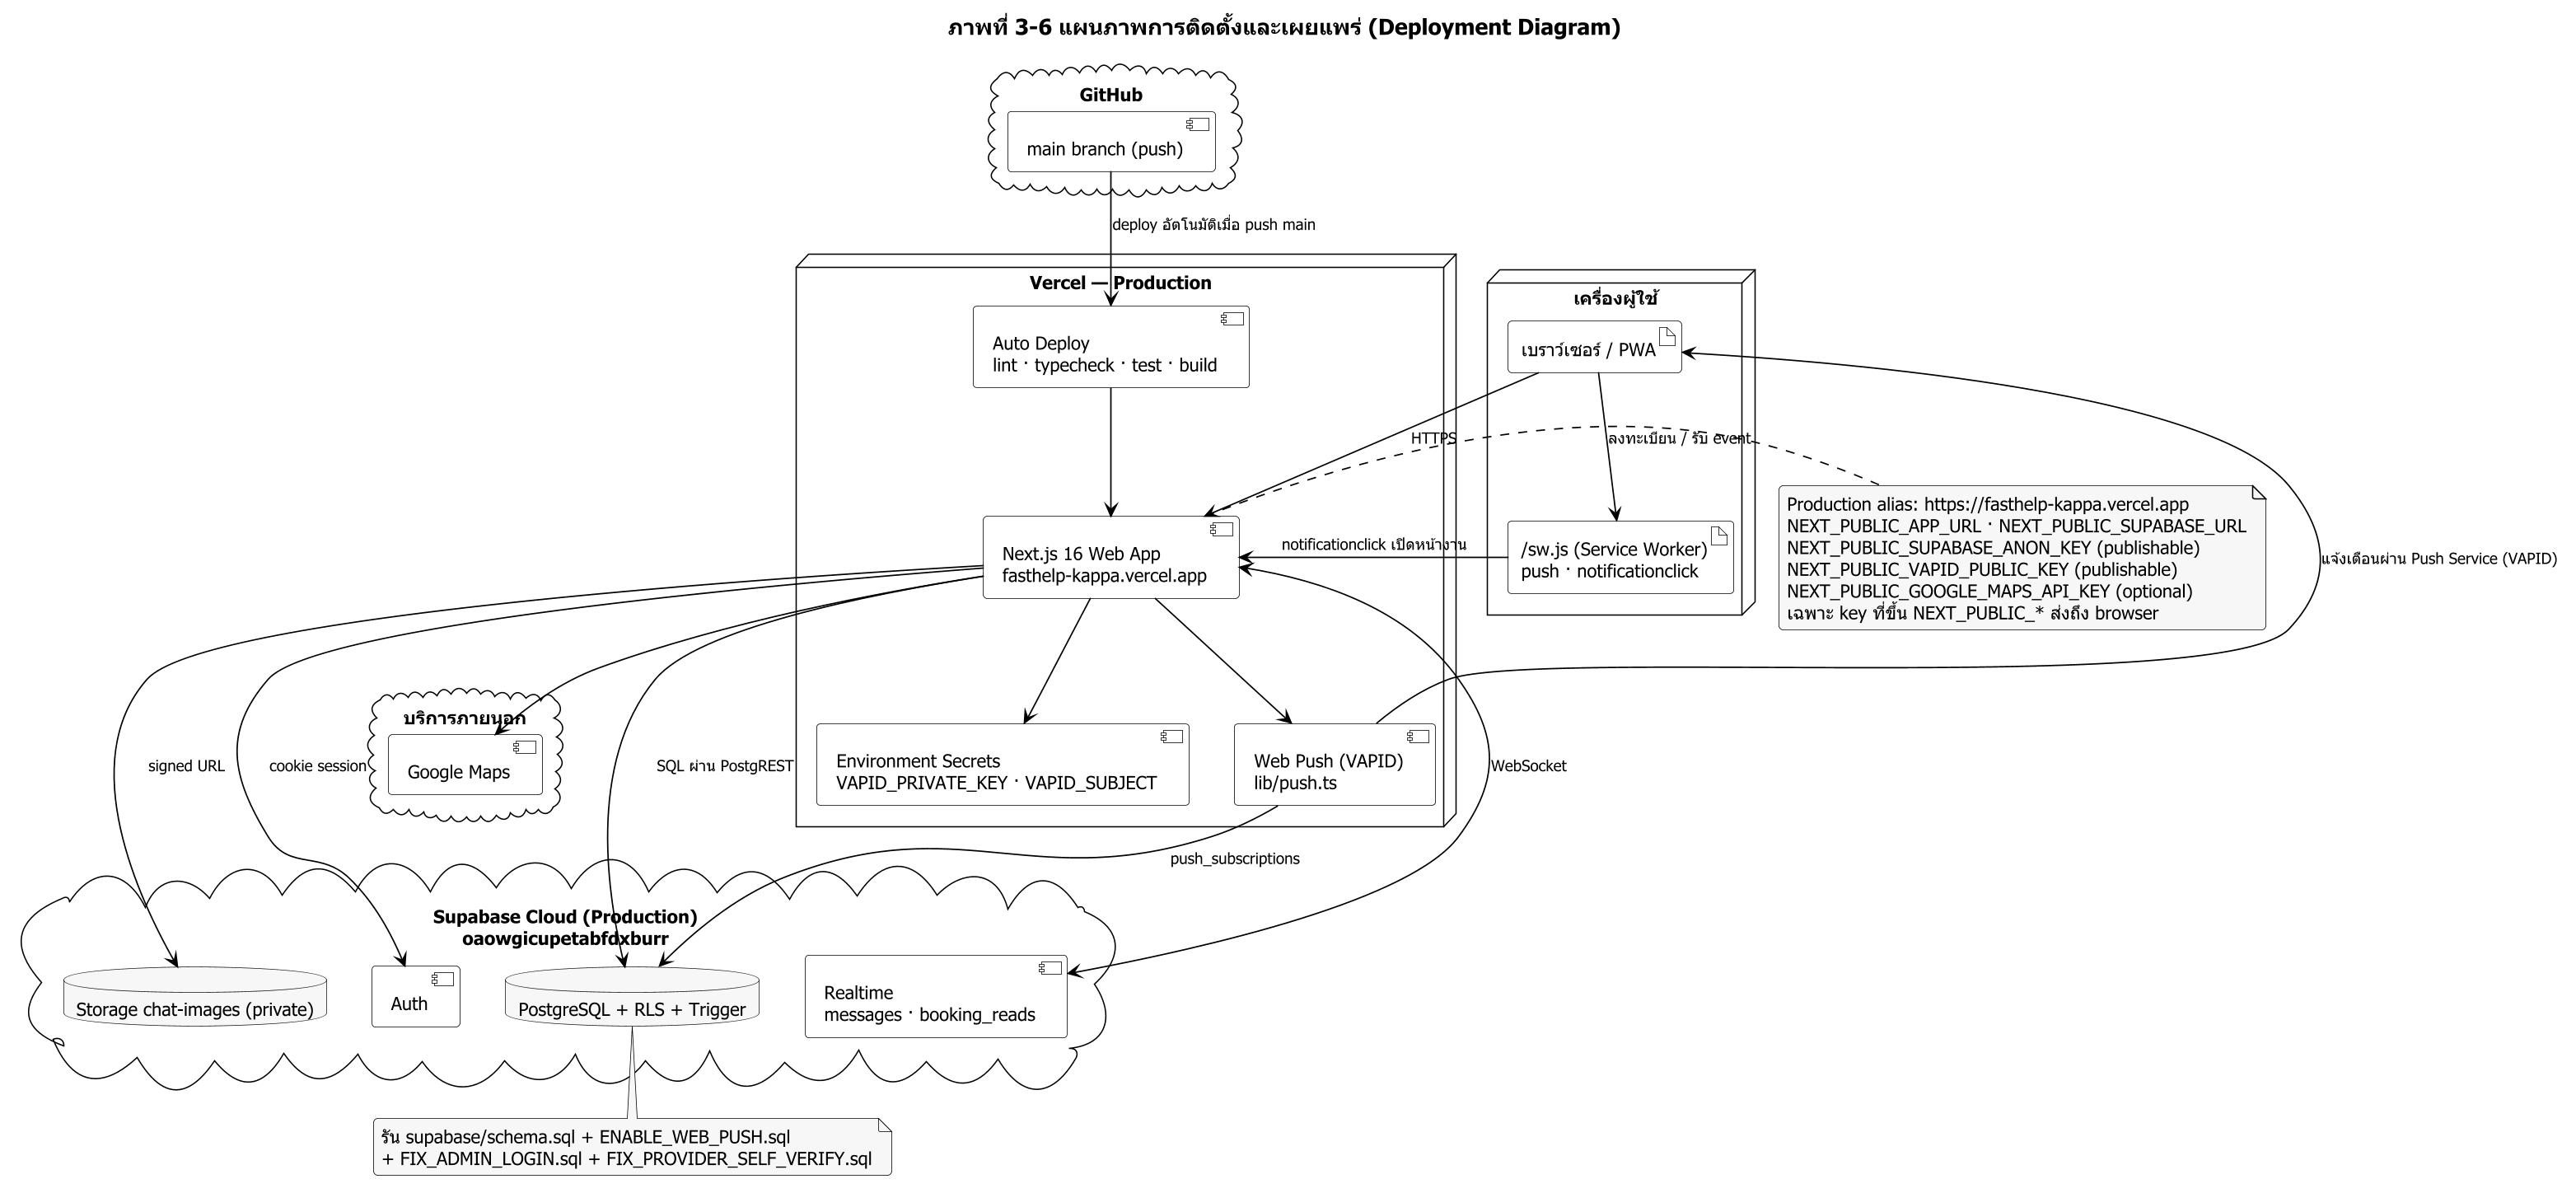 ภาพที่ 3-6 แผนภาพการติดตั้งและเผยแพร่ (Deployment Diagram)
GitHub
main branch (push)
deploy อัตโนมัติเมื่อ push main
Vercel — Production
Auto Deploy
lint · typecheck · test · build
เครื่องผู้ใช้
เบราว์เซอร์ / PWA
HTTPS
ลงทะเบียน / รับ event
Next.js 16 Web App
fasthelp-kappa.vercel.app
notificationclick เปิดหน้างาน
/sw.js (Service Worker)
push · notificationclick
Production alias: https://fasthelp-kappa.vercel.app
NEXT_PUBLIC_APP_URL · NEXT_PUBLIC_SUPABASE_URL
NEXT_PUBLIC_SUPABASE_ANON_KEY (publishable)
NEXT_PUBLIC_VAPID_PUBLIC_KEY (publishable)
NEXT_PUBLIC_GOOGLE_MAPS_API_KEY (optional)
เฉพาะ key ที่ขึ้น NEXT_PUBLIC_* ส่งถึง browser
แจ้งเตือนผ่าน Push Service (VAPID)
บริการภายนอก
Google Maps
signed URL
cookie session
SQL ผ่าน PostgREST
Environment Secrets
VAPID_PRIVATE_KEY · VAPID_SUBJECT
Web Push (VAPID)
lib/push.ts
WebSocket
push_subscriptions
Supabase Cloud (Production)
oaowgicupetabfdxburr
Storage chat-images (private)
Auth
PostgreSQL + RLS + Trigger
Realtime
messages · booking_reads
รัน supabase/schema.sql + ENABLE_WEB_PUSH.sql
+ FIX_ADMIN_LOGIN.sql + FIX_PROVIDER_SELF_VERIFY.sql